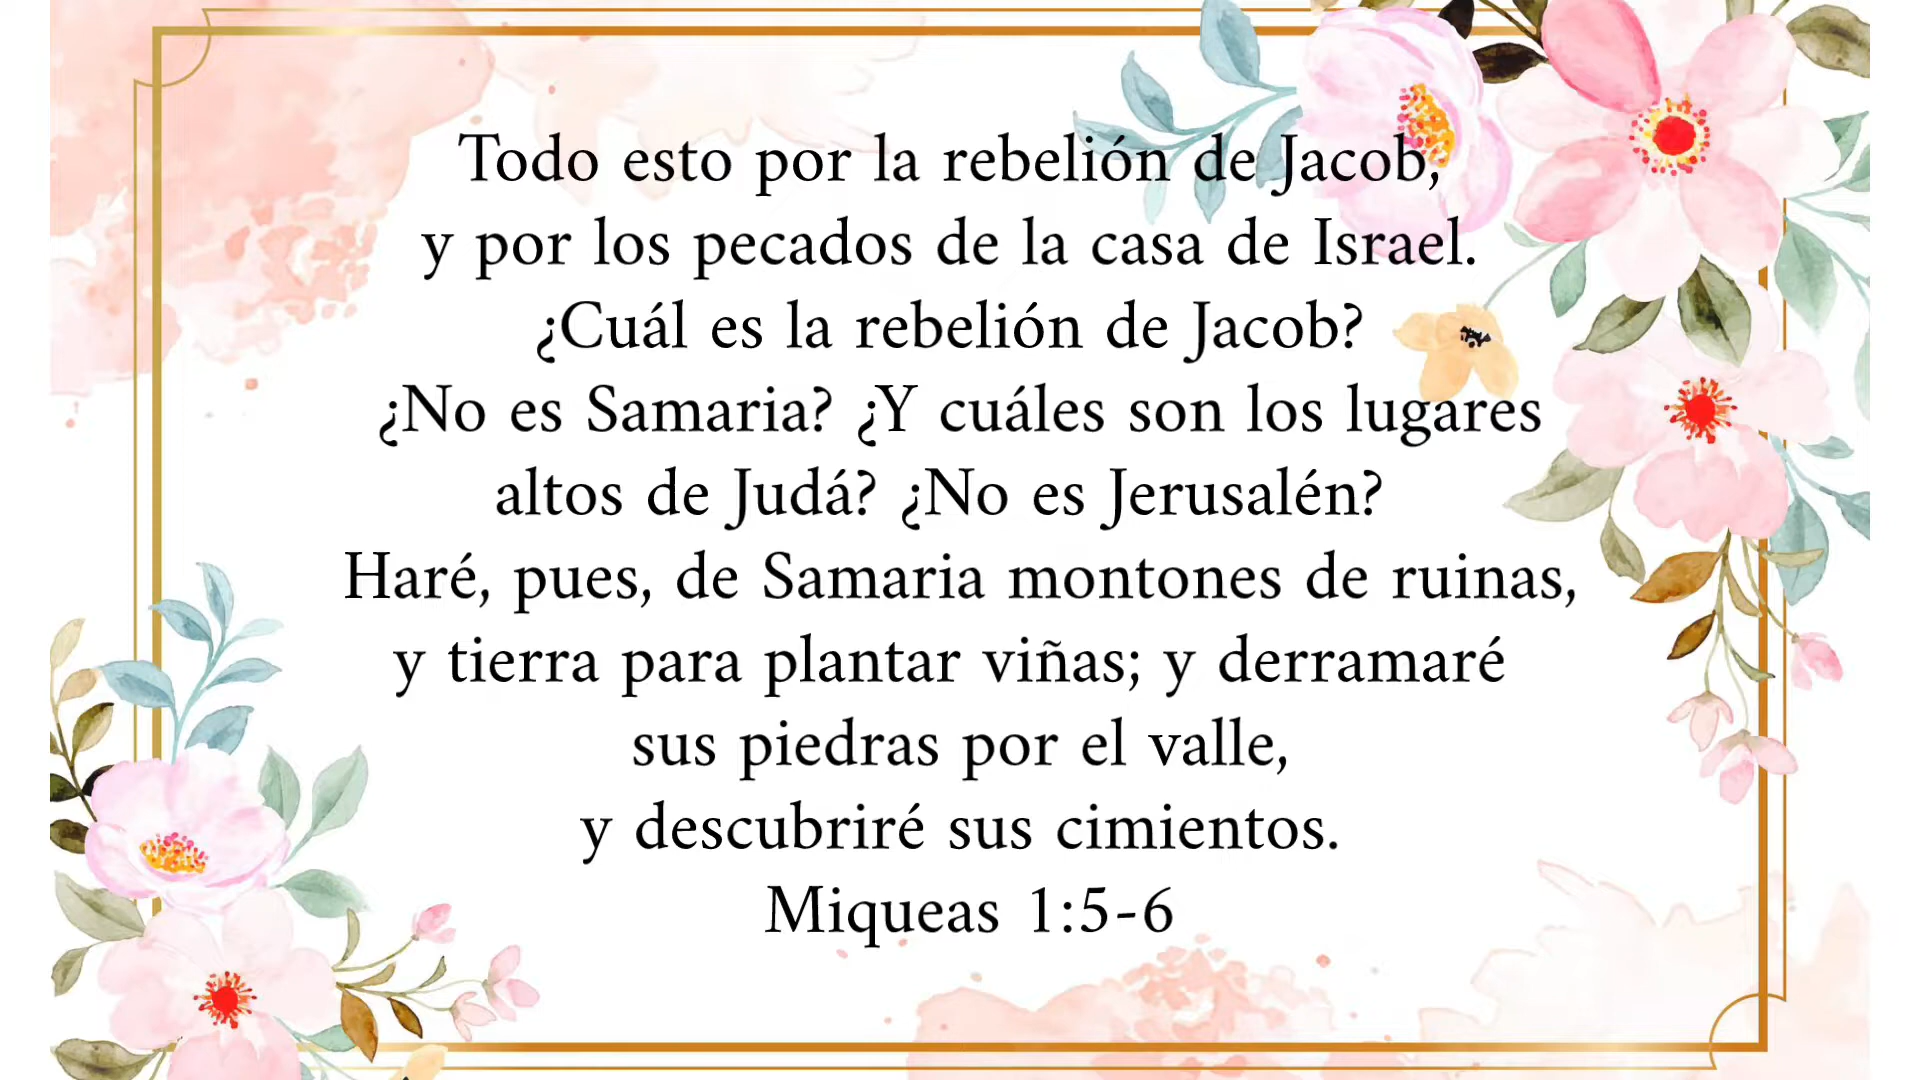 Todo esto por la rebelión de Jacob,
y por los pecados de la casa de Israel.
¿Cuál es la rebelión de Jacob?
¿No es Samaria? ¿Y cuáles son los lugares
altos de Judá? ¿No es Jerusalén?
Haré, pues, de Samaria montones de ruinas,
y tierra para plantar viñas; y derramaré
sus piedras por el valle,
y descubriré sus cimientos.
Miqueas 1:5-6